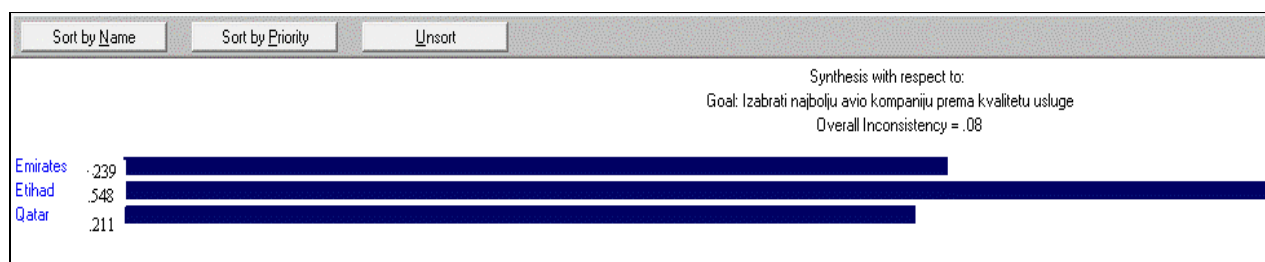 Sort by Name Sort by Priority Unsort
Synthesis with respect to:
Goal: Izabrati najbolju avio kompaniju prema kvalitetu usluge
Overall Inconsistency = .08
Emirates .239
Etihad .548
Qatar .211